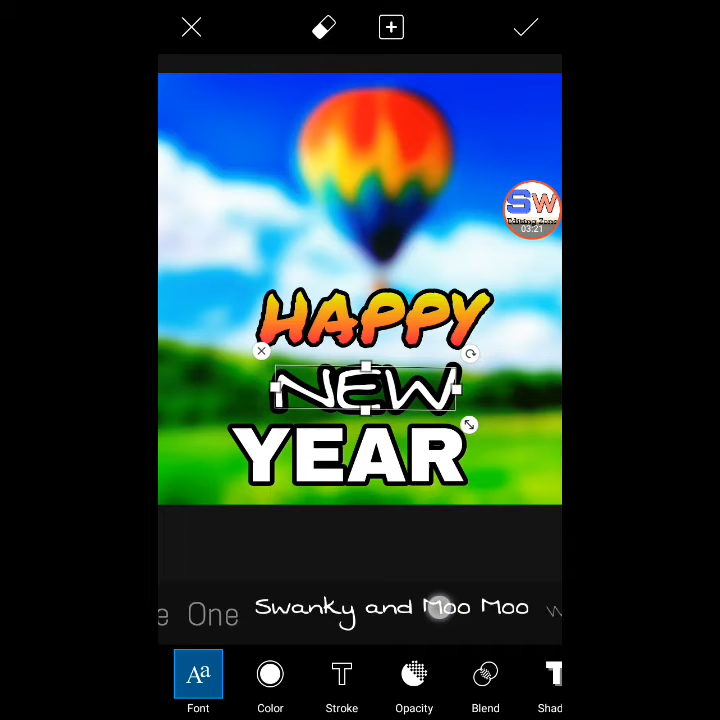 SW
Editing Zone
03:21
HAPPY
NEW
YEAR
e One Swanky and Moo Moo w
Aa
Font Color Stroke Opacity Blend Shad